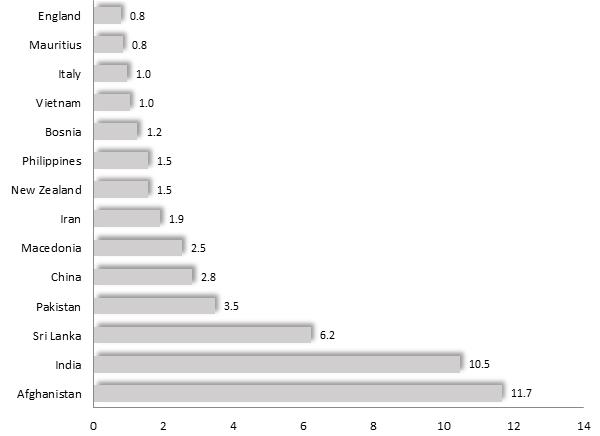 England 0.8
Mauritius 0.8
Italy 1.0
Vietnam 1.0
Bosnia 1.2
Philippines 1.5
New Zealand 1.5
Iran 1.9
Macedonia 2.5
China 2.8
Pakistan 3.5
Sri Lanka 6.2
India 10.5
Afghanistan 11.7
0 2 4 6 8 10 12 14